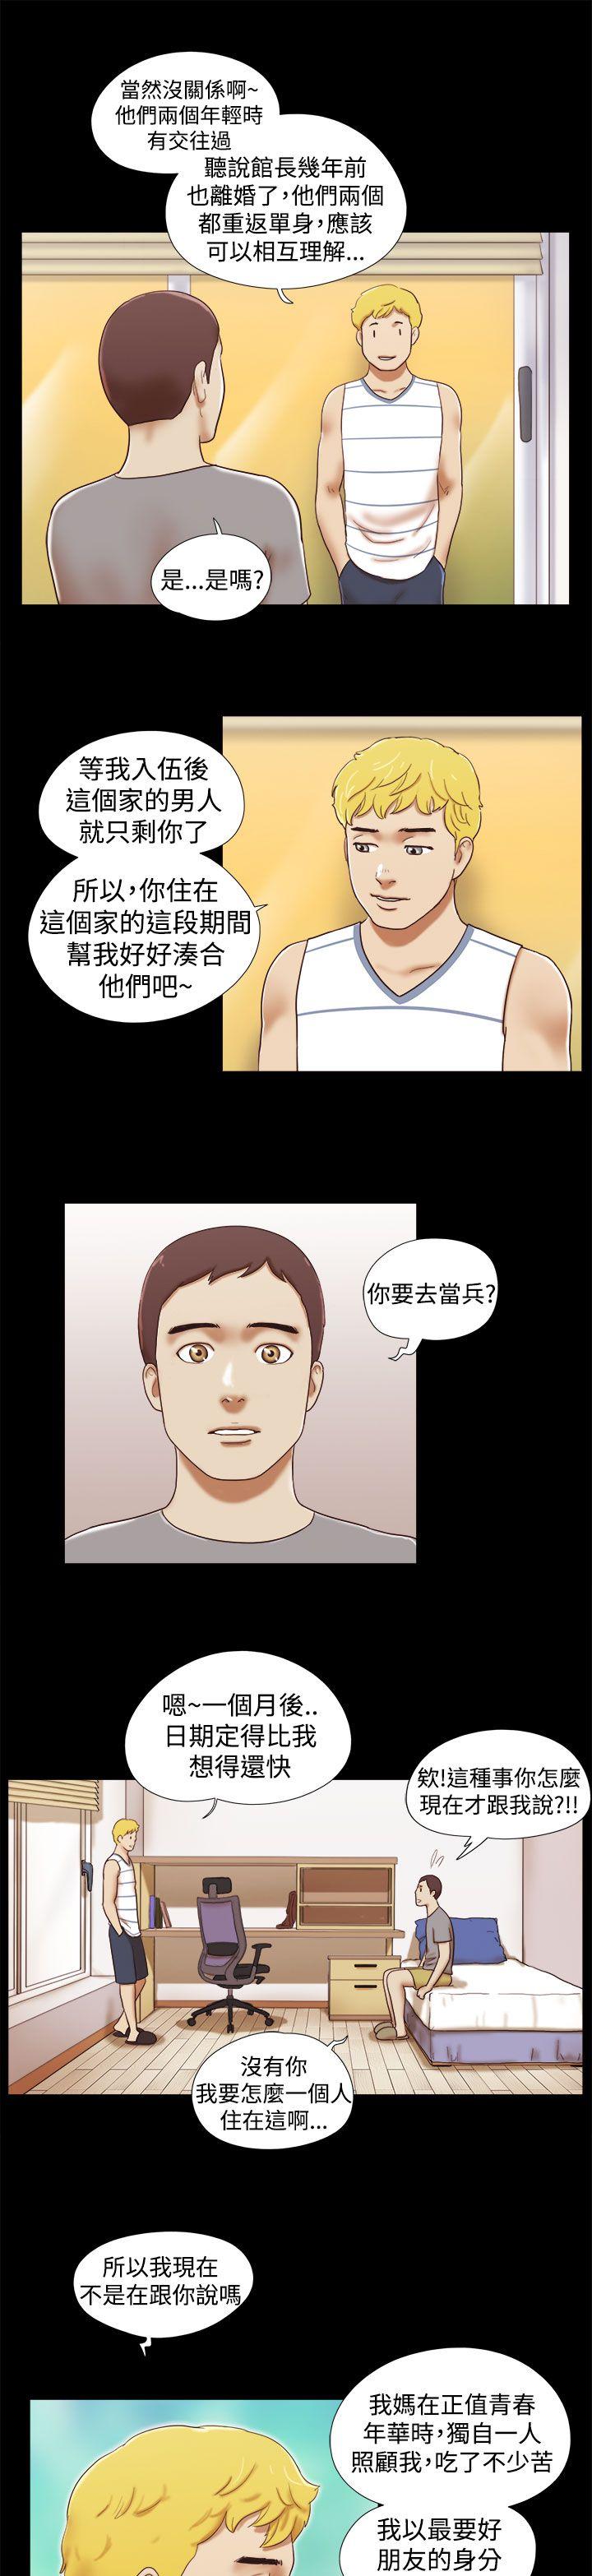 當然沒關係啊~
他們兩個年輕時
有交往過
聽說館長幾年前
也離婚了,他們兩個
都重返單身,應該
可以相互理解...
是...是嗎?
等我入伍後
這個家的男人
就只剩你了
所以,你住在
這個家的這段期間
幫我好好湊合
他們吧~
你要去當兵?
嗯~一個月後..
日期定得比我
想得還快
欸!這種事你怎麼
現在才跟我說?!!
沒有你
我要怎麼一個人
住在這啊...
所以我現在
不是在跟你說嗎
我媽在正值青春
年華時,獨自一人
照顧我,吃了不少苦
我以最要好
朋友的身分